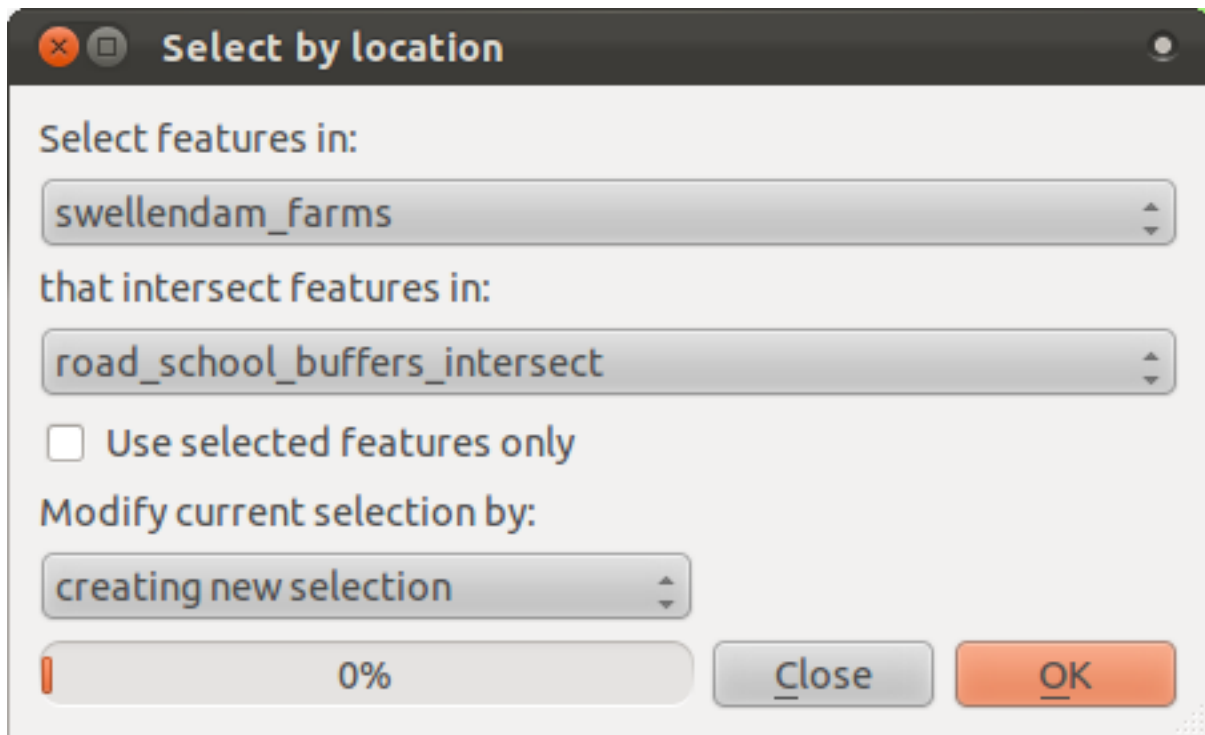 Select by location
Select features in:
swellendam_farms
that intersect features in:
road_school_buffers_intersect
Use selected features only
Modify current selection by:
creating new selection
0% Close OK